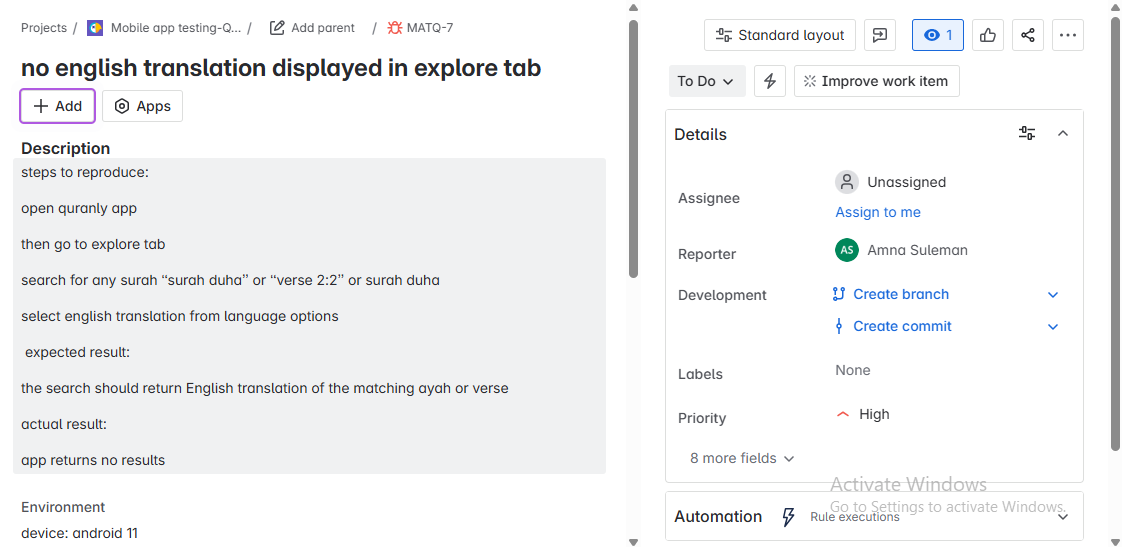 Projects / Mobile app testing-Q... / Add parent / MATQ-7
no english translation displayed in explore tab
Add Apps
Description
steps to reproduce:
open quranly app
then go to explore tab
search for any surah “surah duha” or “verse 2:2” or surah duha
select english translation from language options
expected result:
the search should return English translation of the matching ayah or verse
actual result:
app returns no results
Environment
device: android 11
Standard layout 1
To Do Improve work item
Details
Assignee Unassigned
Assign to me
Reporter AS Amna Suleman
Development Create branch
Create commit
Labels None
Priority High
8 more fields
Activate Windows
Go to Settings to activate Windows.
Automation Rule executions